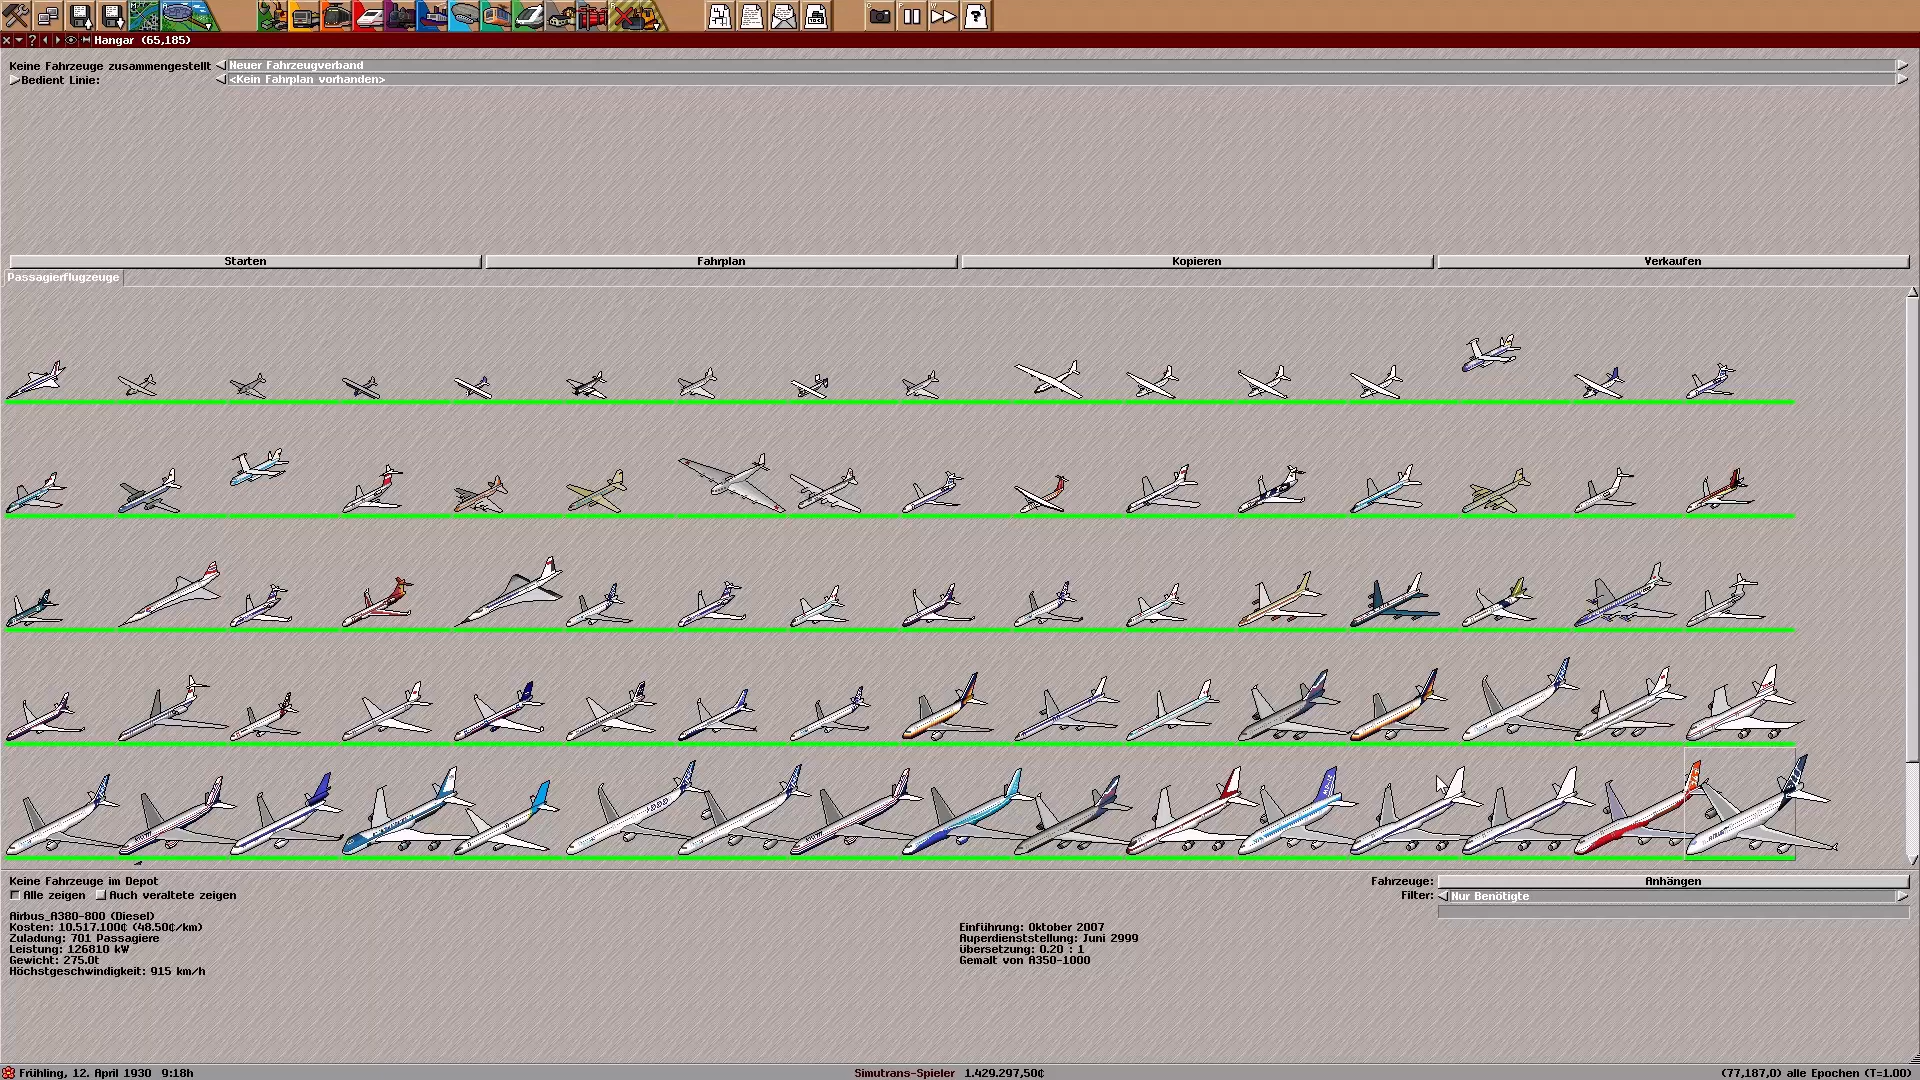 Hangar (65,185)
Keine Fahrzeuge zusammengestellt Neuer Fahrzeugverband
Bedient Linie: <Kein Fahrplan vorhanden>
Starten Fahrplan Kopieren Verkaufen
Passagierflugzeuge
Keine Fahrzeuge im Depot
Fahrzeuge: Anhängen
Alle zeigen Auch veraltete zeigen
Filter: Nur Benötigte
Airbus_A380-800 (Diesel)
Kosten: 10.517.100¢ (48.50¢/km)
Zuladung: 701 Passagiere
Leistung: 126810 kW
Gewicht: 275.0t
Höchstgeschwindigkeit: 915 km/h
Einführung: Oktober 2007
Außerdienststellung: Juni 2999
übersetzung: 0.20 : 1
Gemalt von A350-1000
Frühling, 12. April 1930 9:18h
Simutrans-Spieler 1.429.297,50¢
(77,187,0) alle Epochen (T=1.00)